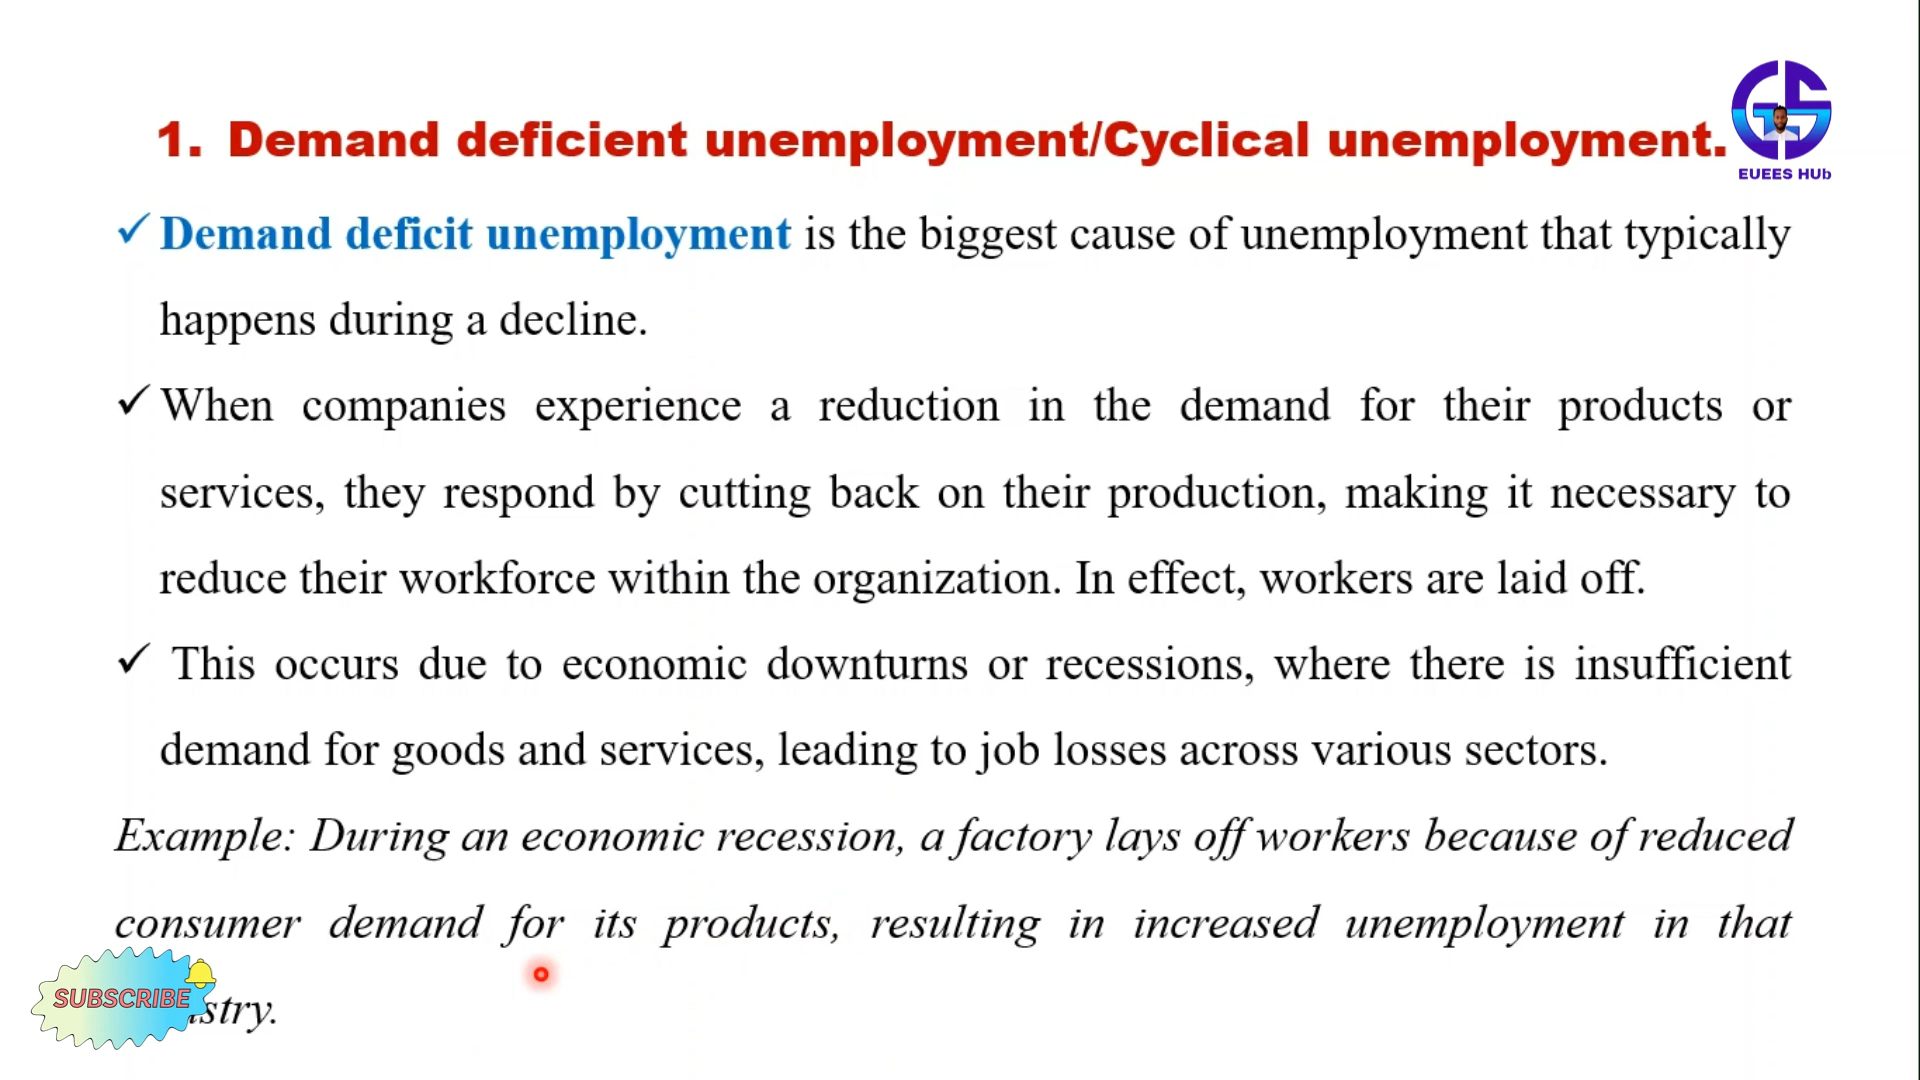 1. Demand deficient unemployment/Cyclical unemployment.
EUEES HUb
✓ Demand deficit unemployment is the biggest cause of unemployment that typically
happens during a decline.
✓ When companies experience a reduction in the demand for their products or
services, they respond by cutting back on their production, making it necessary to
reduce their workforce within the organization. In effect, workers are laid off.
✓ This occurs due to economic downturns or recessions, where there is insufficient
demand for goods and services, leading to job losses across various sectors.
Example: During an economic recession, a factory lays off workers because of reduced
consumer demand for its products, resulting in increased unemployment in that
SUBSCRIBE